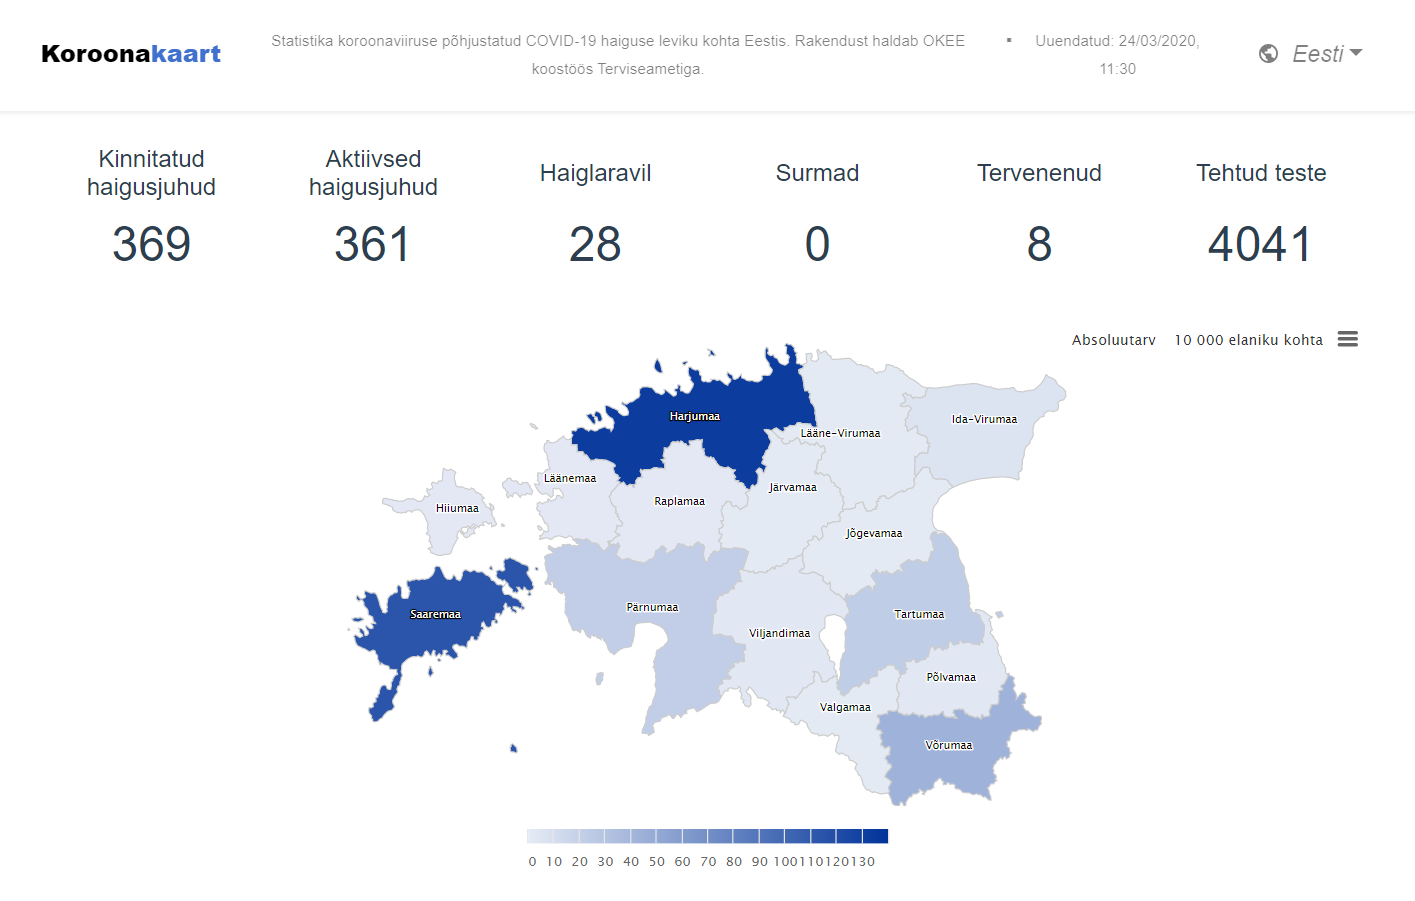 Koroonakaart
Statistika koroonaviiruse põhjustatud COVID-19 haiguse leviku kohta Eestis. Rakendust haldab OKEE
koostöös Terviseametiga.
▪ Uuendatud: 24/03/2020,
11:30
Eesti
Kinnitatud
haigusjuhud
369
Aktiivsed
haigusjuhud
361
Haiglaravil
28
Surmad
0
Tervenenud
8
Tehtud teste
4041
Absoluutarv 10 000 elaniku kohta
Harjumaa
Ida-Virumaa
Lääne-Virumaa
Läänemaa
Järvamaa
Raplamaa
Hiiumaa
Jõgevamaa
Pärnumaa
Saaremaa
Tartumaa
Viljandimaa
Põlvamaa
Valgamaa
Võrumaa
0 10 20 30 40 50 60 70 80 90 100 110 120 130